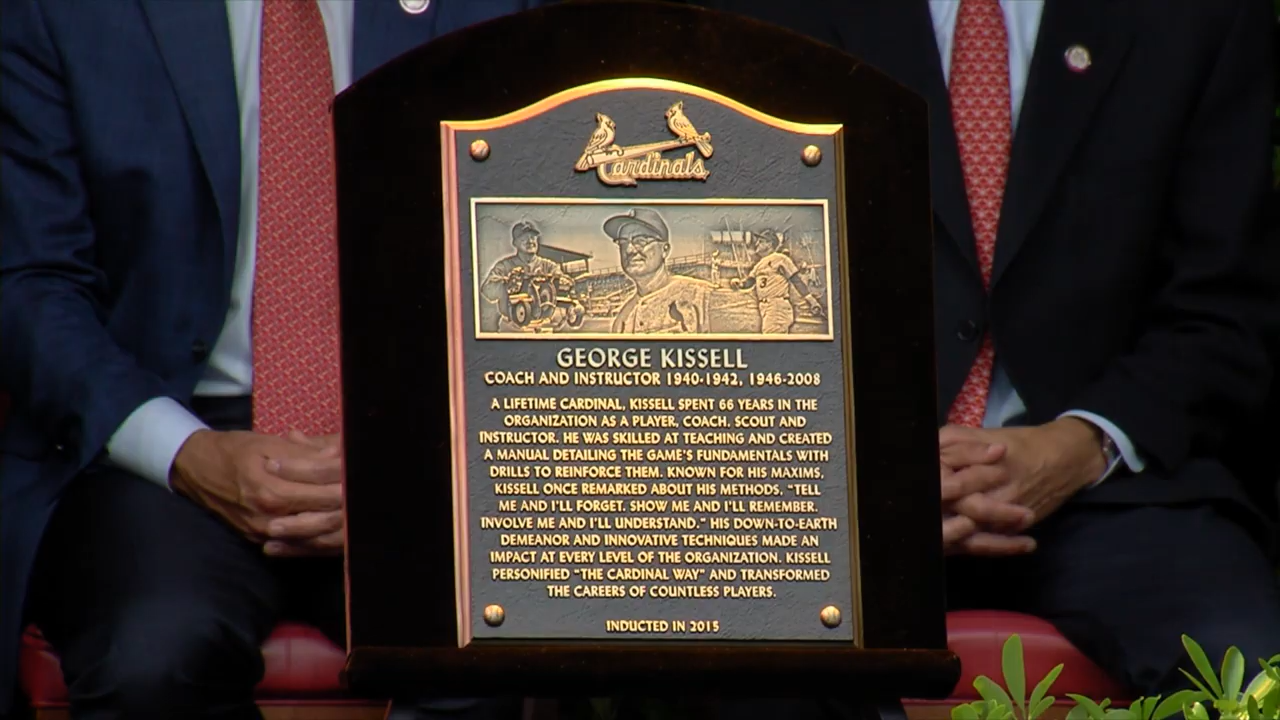 Cardinals
3
GEORGE KISSELL
COACH AND INSTRUCTOR 1940-1942, 1946-2008
A LIFETIME CARDINAL, KISSELL SPENT 66 YEARS IN THE
ORGANIZATION AS A PLAYER, COACH, SCOUT AND
INSTRUCTOR. HE WAS SKILLED AT TEACHING AND CREATED
A MANUAL DETAILING THE GAME'S FUNDAMENTALS WITH
DRILLS TO REINFORCE THEM. KNOWN FOR HIS MAXIMS,
KISSELL ONCE REMARKED ABOUT HIS METHODS, "TELL
ME AND I'LL FORGET. SHOW ME AND I'LL REMEMBER.
INVOLVE ME AND I'LL UNDERSTAND." HIS DOWN-TO-EARTH
DEMEANOR AND INNOVATIVE TECHNIQUES MADE AN
IMPACT AT EVERY LEVEL OF THE ORGANIZATION. KISSELL
PERSONIFIED "THE CARDINAL WAY" AND TRANSFORMED
THE CAREERS OF COUNTLESS PLAYERS.
INDUCTED IN 2015